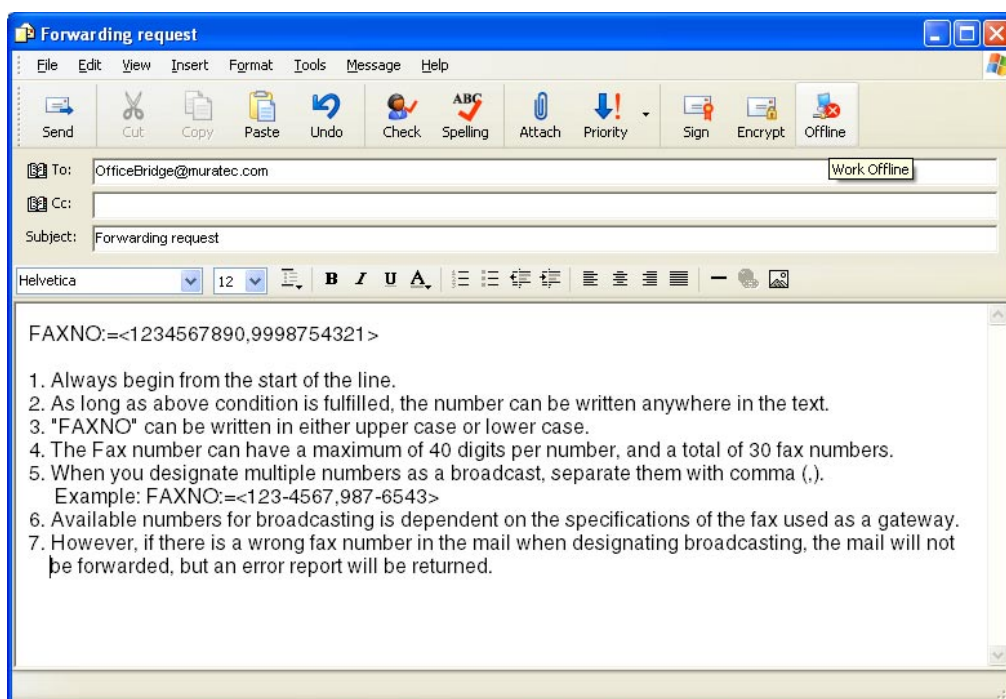 Forwarding request
File Edit View Insert Format Tools Message Help
ABC
Send Cut Copy Paste Undo Check Spelling Attach Priority Sign Encrypt Offline
To: OfficeBridge@muratec.com
Work Offline
Cc:
Subject: Forwarding request
Helvetica 12 B I U A
FAXNO:=<1234567890,9998754321>
1. Always begin from the start of the line.
2. As long as above condition is fulfilled, the number can be written anywhere in the text.
3. "FAXNO" can be written in either upper case or lower case.
4. The Fax number can have a maximum of 40 digits per number, and a total of 30 fax numbers.
5. When you designate multiple numbers as a broadcast, separate them with comma (,).
Example: FAXNO:=<123-4567,987-6543>
6. Available numbers for broadcasting is dependent on the specifications of the fax used as a gateway.
7. However, if there is a wrong fax number in the mail when designating broadcasting, the mail will not
be forwarded, but an error report will be returned.